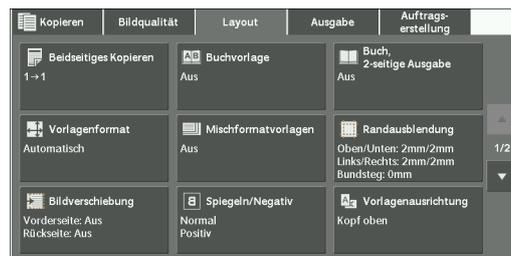 Kopieren
Bildqualität
Layout
Ausgabe
Auftrags-
erstellung
Beidseitiges Kopieren
1→1
AB Buchvorlage
Aus
Buch,
2-seitige Ausgabe
Aus
Vorlagenformat
Automatisch
Mischformatvorlagen
Aus
Randausblendung
Oben/Unten: 2mm/2mm
Links/Rechts: 2mm/2mm
Bundsteg: 0mm
1/2
Bildverschiebung
Vorderseite: Aus
Rückseite: Aus
Spiegeln/Negativ
Normal
Positiv
Vorlagenausrichtung
Kopf oben